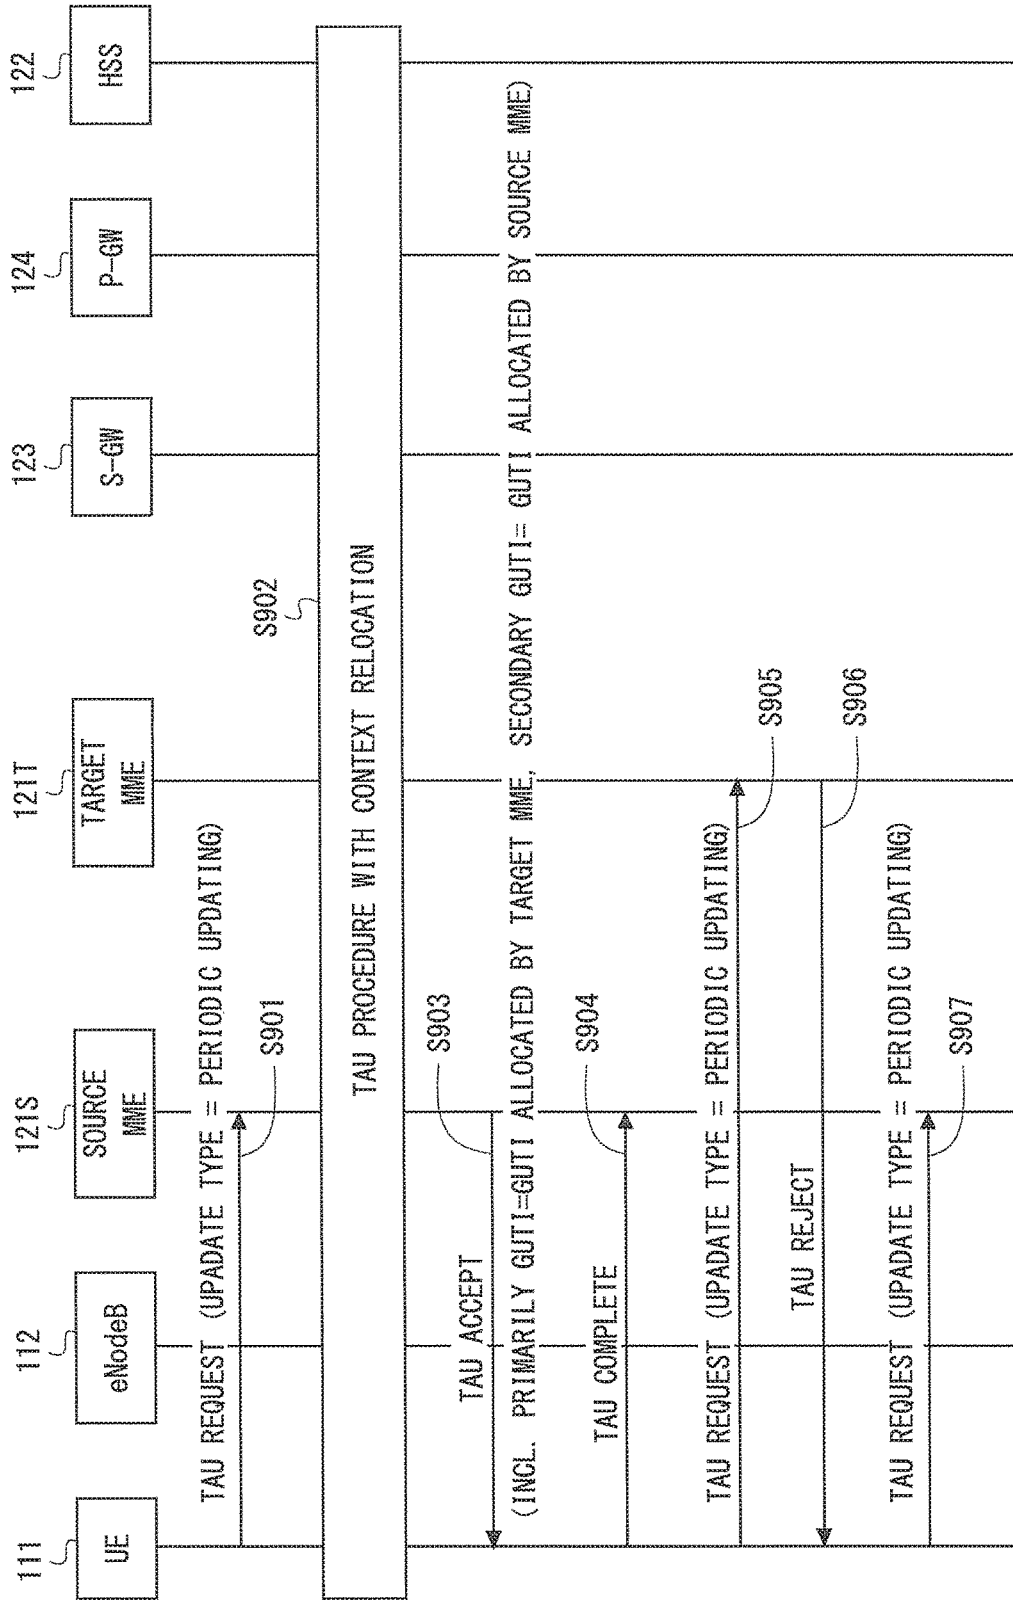 111
UE
112
eNodeB
121S
SOURCE
MME
121T
TARGET
MME
123
S-GW
124
P-GW
122
HSS
TAU REQUEST (UPADATE TYPE = PERIODIC UPDATING)
S901
S902
TAU PROCEDURE WITH CONTEXT RELOCATION
TAU ACCEPT
S903
(INCL. PRIMARILY GUTI=GUTI ALLOCATED BY TARGET MME, SECONDARY GUTI= GUTI ALLOCATED BY SOURCE MME)
TAU COMPLETE
S904
TAU REQUEST (UPADATE TYPE = PERIODIC UPDATING)
S905
TAU REJECT
S906
TAU REQUEST (UPADATE TYPE = PERIODIC UPDATING)
S907